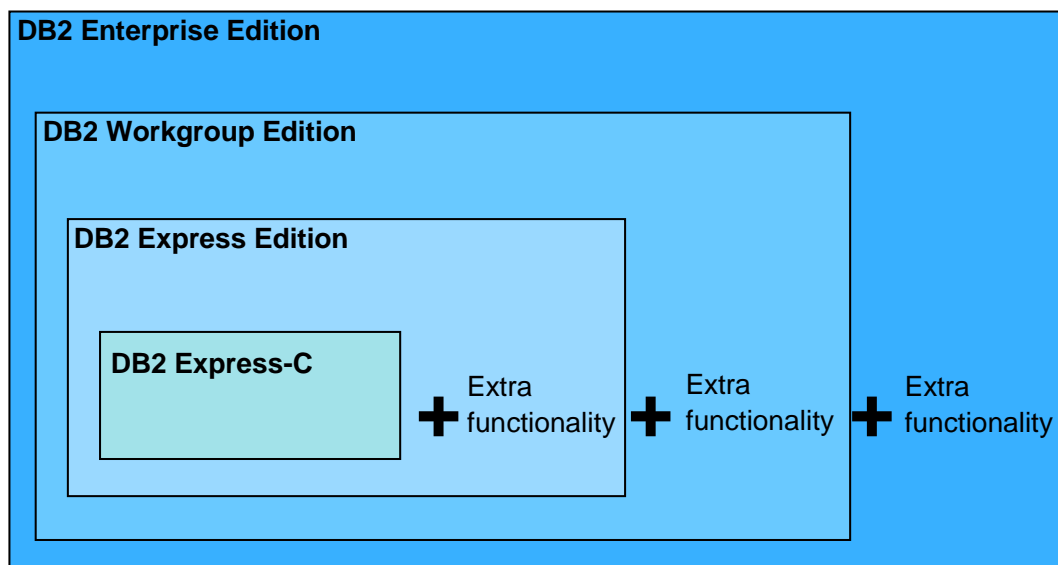 DB2 Enterprise Edition
DB2 Workgroup Edition
DB2 Express Edition
DB2 Express-C
+ Extra
functionality
+ Extra
functionality
+ Extra
functionality